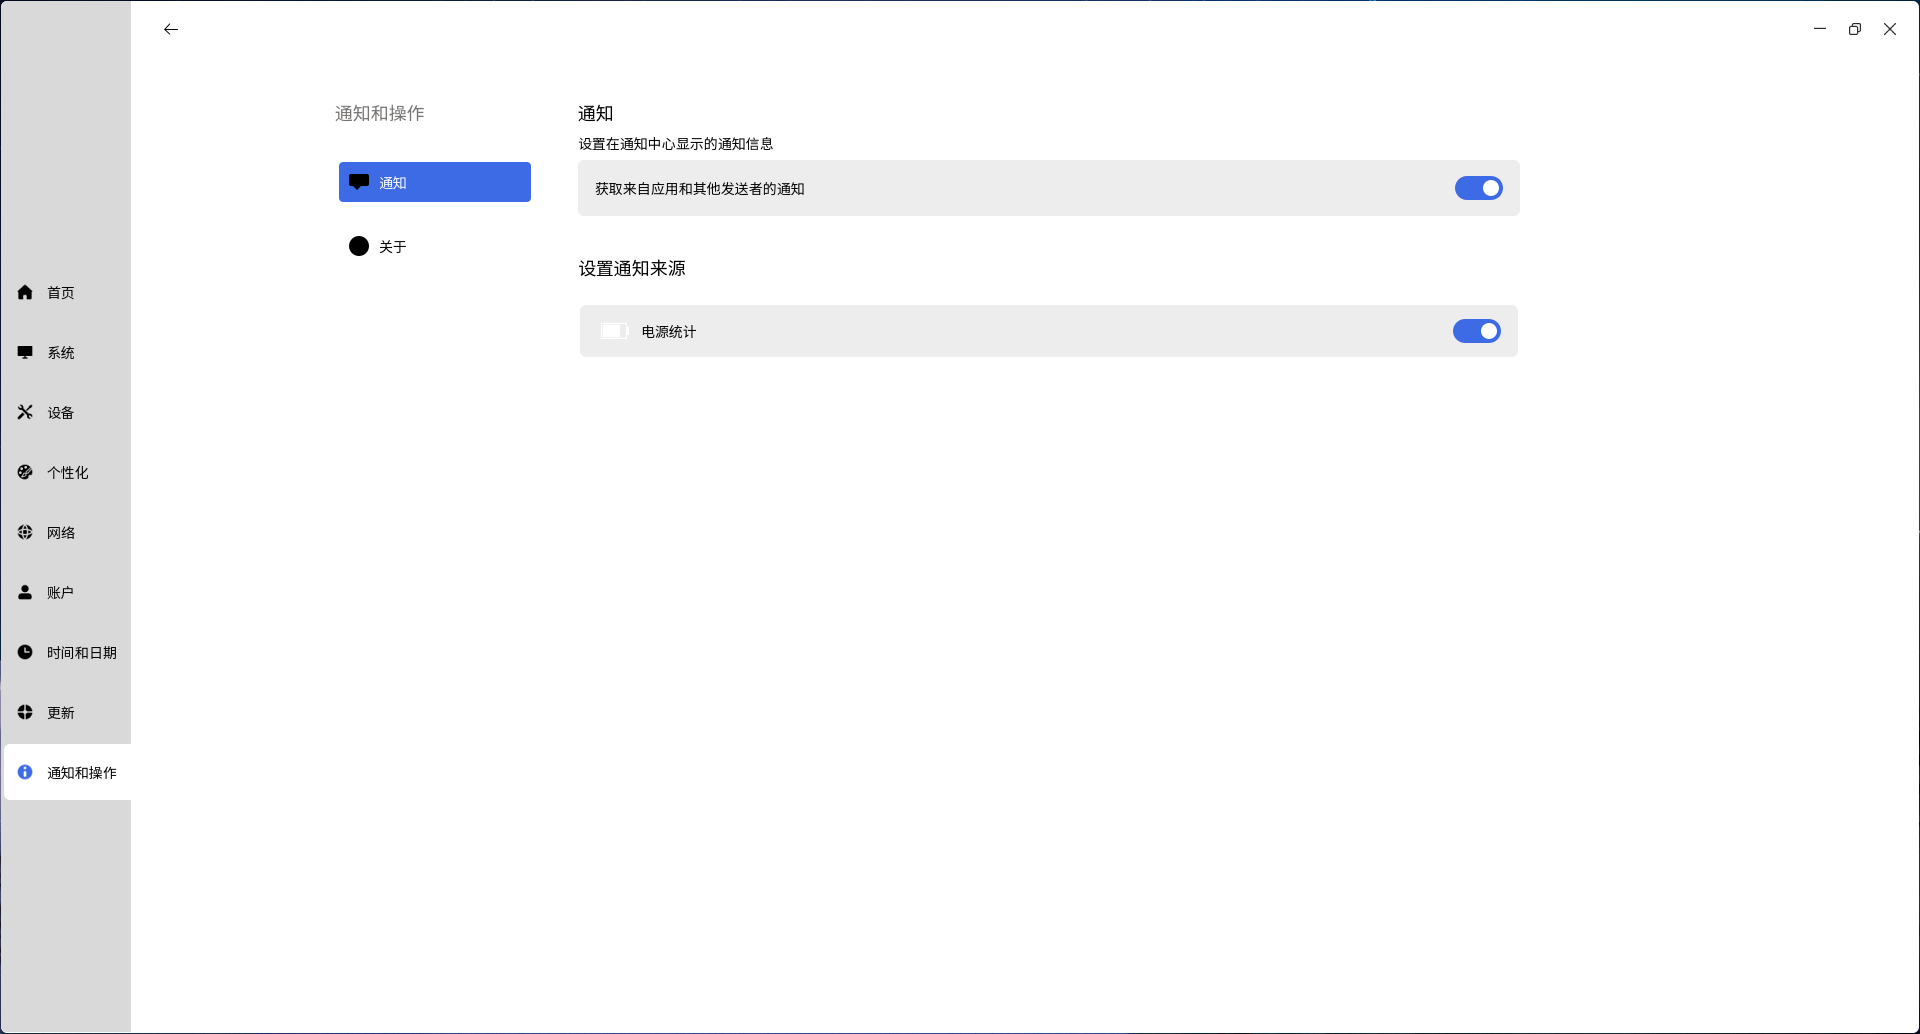 首页
系统
设备
个性化
网络
账户
时间和日期
更新
通知和操作
通知和操作
通知
关于
通知
设置在通知中心显示的通知信息
获取来自应用和其他发送者的通知
设置通知来源
电源统计